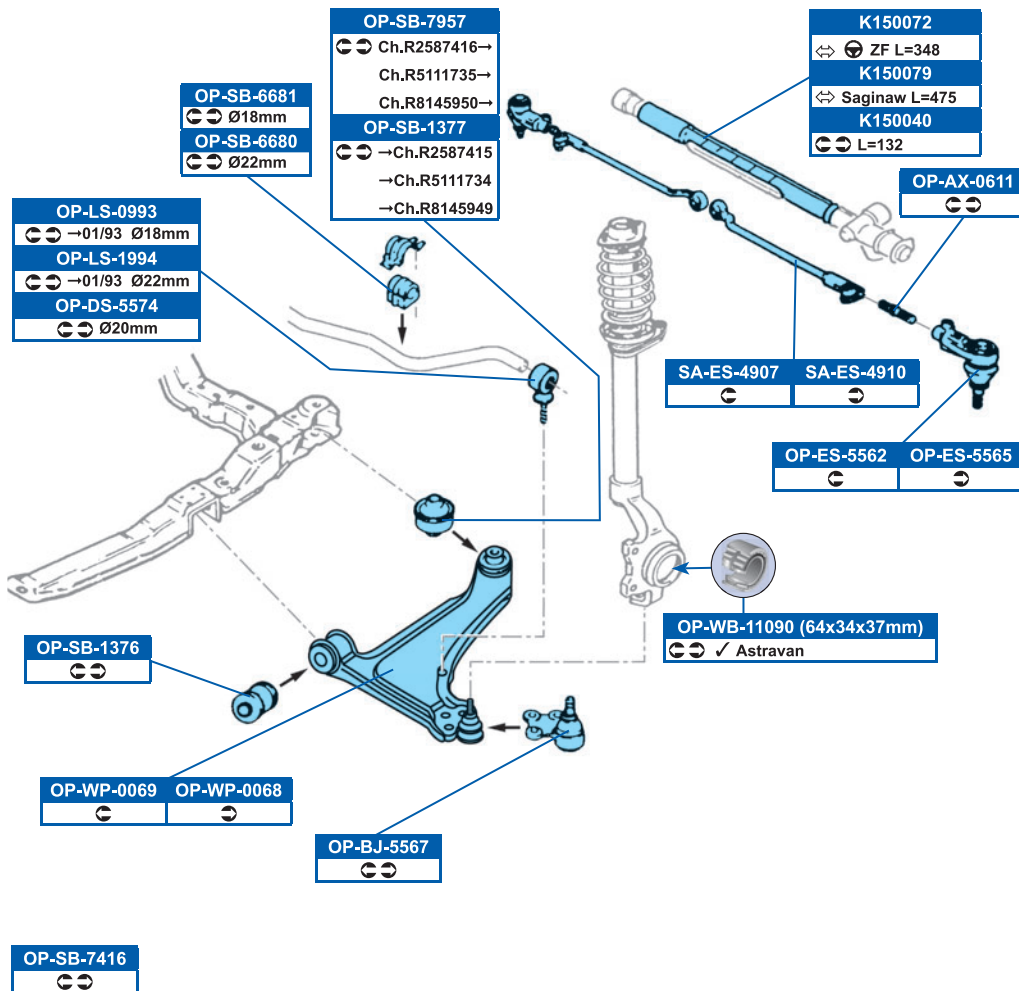 OP-SB-7957
Ch.R2587416→
Ch.R5111735→
Ch.R8145950→
OP-SB-1377
→Ch.R2587415
→Ch.R5111734
→Ch.R8145949
K150072
ZF L=348
K150079
Saginaw L=475
K150040
L=132
OP-SB-6681
Ø18mm
OP-SB-6680
Ø22mm
OP-AX-0611
OP-LS-0993
→01/93 Ø18mm
OP-LS-1994
→01/93 Ø22mm
OP-DS-5574
Ø20mm
SA-ES-4907 SA-ES-4910
OP-ES-5562 OP-ES-5565
OP-WB-11090 (64x34x37mm)
✓ Astravan
OP-SB-1376
OP-WP-0069 OP-WP-0068
OP-BJ-5567
OP-SB-7416